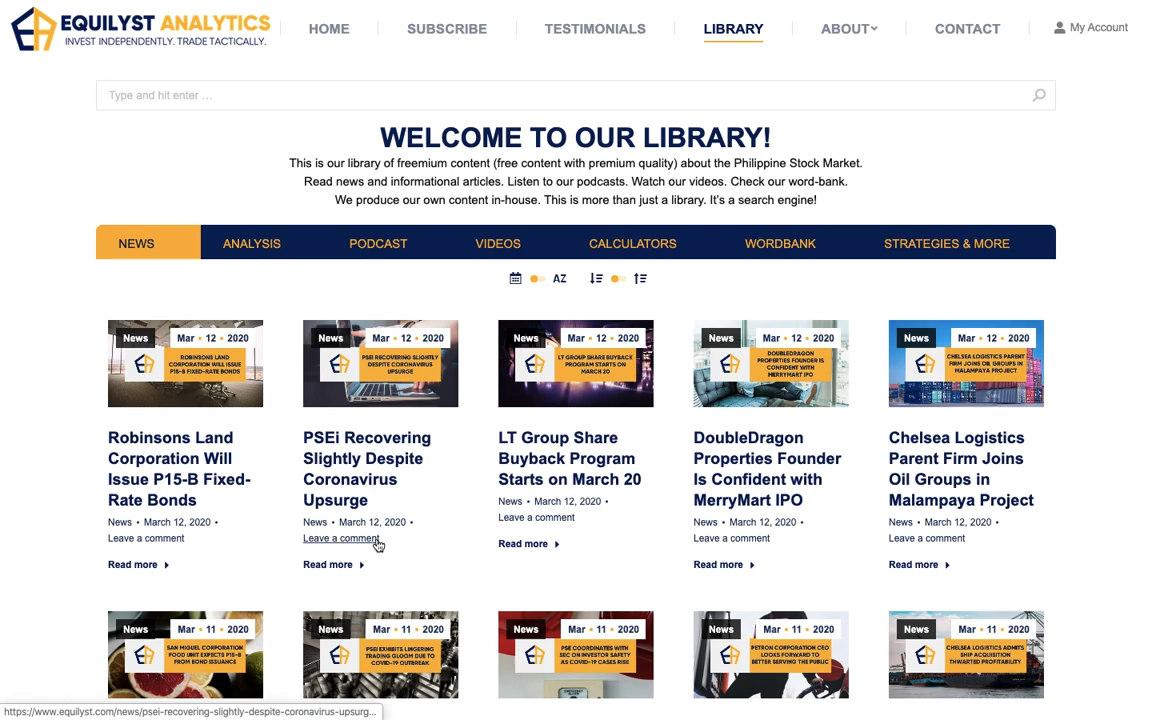 EQUILYST ANALYTICS
INVEST INDEPENDENTLY. TRADE TACTICALLY.
HOME
SUBSCRIBE
TESTIMONIALS
LIBRARY
ABOUT
CONTACT
My Account
Type and hit enter …
WELCOME TO OUR LIBRARY!
This is our library of freemium content (free content with premium quality) about the Philippine Stock Market.
Read news and informational articles. Listen to our podcasts. Watch our videos. Check our word-bank.
We produce our own content in-house. This is more than just a library. It's a search engine!
NEWS
ANALYSIS
PODCAST
VIDEOS
CALCULATORS
WORDBANK
STRATEGIES & MORE
AZ
News
Mar • 12 • 2020
ROBINSONS LAND
CORPORATION WILL
ISSUE P15-B FIXED-
RATE BONDS
Robinsons Land
Corporation Will
Issue P15-B Fixed-
Rate Bonds
News • March 12, 2020 •
Leave a comment
Read more
News
Mar • 12 • 2020
PSEI RECOVERING SLIGHTLY
DESPITE CORONAVIRUS
UPSURGE
PSEi Recovering
Slightly Despite
Coronavirus
Upsurge
News • March 12, 2020 •
Leave a comment
Read more
News
Mar • 12 • 2020
LT GROUP SHARE BUYBACK
PROGRAM STARTS ON
MARCH 20
LT Group Share
Buyback Program
Starts on March 20
News • March 12, 2020 •
Leave a comment
Read more
News
Mar • 12 • 2020
DOUBLEDRAGON
PROPERTIES FOUNDER IS
CONFIDENT WITH
MERRYMART IPO
DoubleDragon
Properties Founder
Is Confident with
MerryMart IPO
News • March 12, 2020 •
Leave a comment
Read more
News
Mar • 12 • 2020
CHELSEA LOGISTICS PARENT
FIRM JOINS OIL GROUPS IN
MALAMPAYA PROJECT
Chelsea Logistics
Parent Firm Joins
Oil Groups in
Malampaya Project
News • March 12, 2020 •
Leave a comment
Read more
News
Mar • 11 • 2020
SAN MIGUEL CORPORATION
FOOD UNIT EXPECTS P15-B
FROM BOND ISSUANCE
News
Mar • 11 • 2020
PSEI EXHIBITS LINGERING
TRADING GLOOM DUE TO
COVID-19 OUTBREAK
News
Mar • 11 • 2020
PSE COORDINATES WITH
SEC ON INVESTOR SAFETY
AS COVID-19 CASES RISE
News
Mar • 11 • 2020
PETRON CORPORATION CEO
LOOKS FORWARD TO
BETTER SERVING THE PUBLIC
News
Mar • 11 • 2020
CHELSEA LOGISTICS ADMITS
SHIP ACQUISITION
THWARTED PROFITABILITY
https://www.equilyst.com/news/psei-recovering-slightly-despite-coronavirus-upsurg...